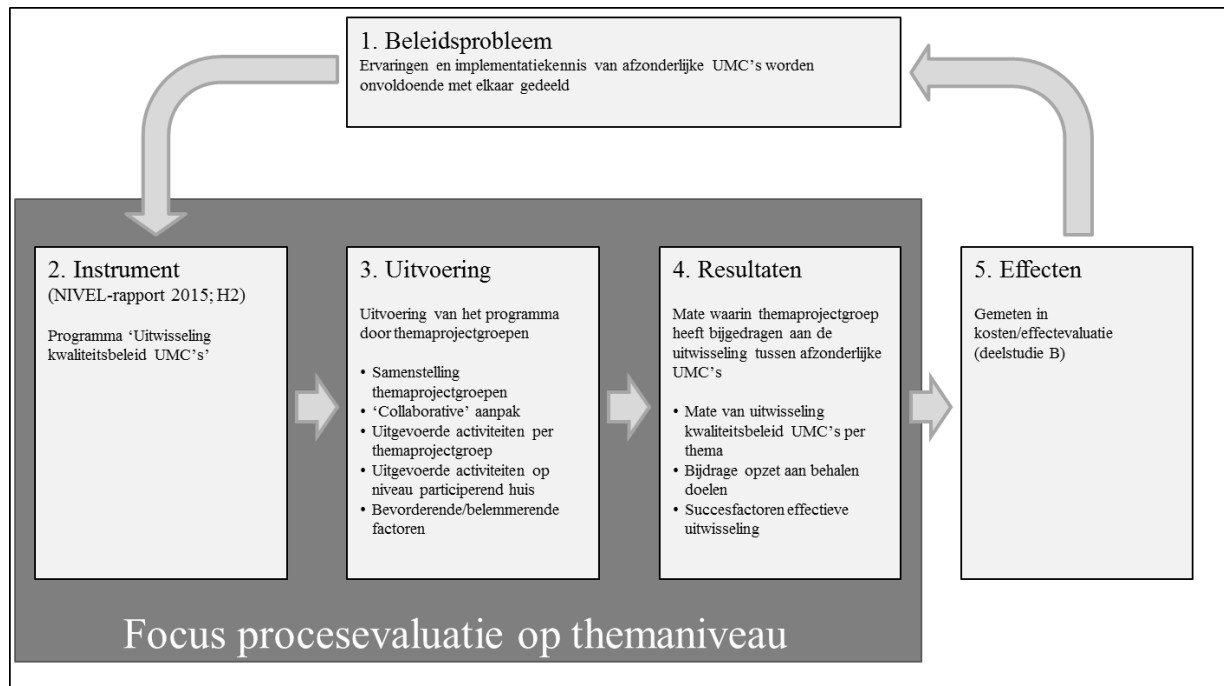 1. Beleidsprobleem
Ervaringen en implementatiekennis van afzonderlijke UMC's worden
onvoldoende met elkaar gedeeld
2. Instrument
(NIVEL-rapport 2015; H2)
Programma 'Uitwisseling
kwaliteitsbeleid UMC's'
3. Uitvoering
Uitvoering van het programma
door themaprojectgroepen
• Samenstelling
themaprojectgroepen
• 'Collaborative' aanpak
• Uitgevoerde activiteiten per
themaprojectgroep
• Uitgevoerde activiteiten op
niveau participerend huis
• Bevorderende/belemmerende
factoren
4. Resultaten
Mate waarin themaprojectgroep
heeft bijgedragen aan de
uitwisseling tussen afzonderlijke
UMC's
• Mate van uitwisseling
kwaliteitsbeleid UMC's per
thema
• Bijdrage opzet aan behalen
doelen
• Succesfactoren effectieve
uitwisseling
5. Effecten
Gemeten in
kosten/effectevaluatie
(deelstudie B)
Focus procesevaluatie op themaniveau